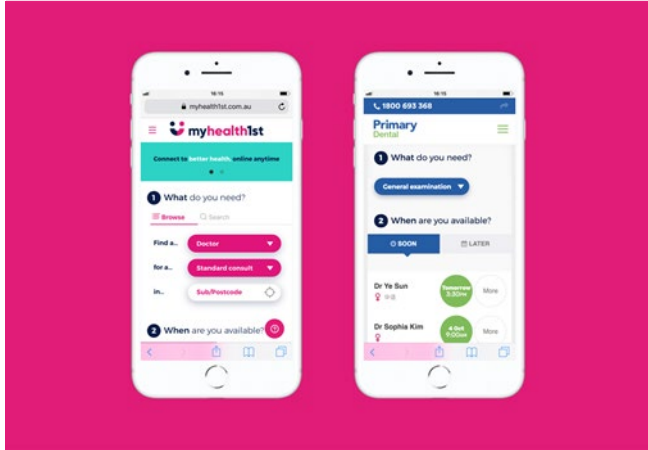 16:15
myhealth1st.com.au
myhealth1st
Connect to better health, online anytime
1 What do you need?
Browse
Search
Find a..
Doctor
for a..
Standard consult
in..
Sub/Postcode
2 When are you available?
16:15
1800 693 368
Primary
Dental
1 What do you need?
General examination
2 When are you available?
SOON
LATER
Dr Ye Sun
Tomorrow
3:30PM
More
Dr Sophia Kim
4 Oct
9:00AM
More